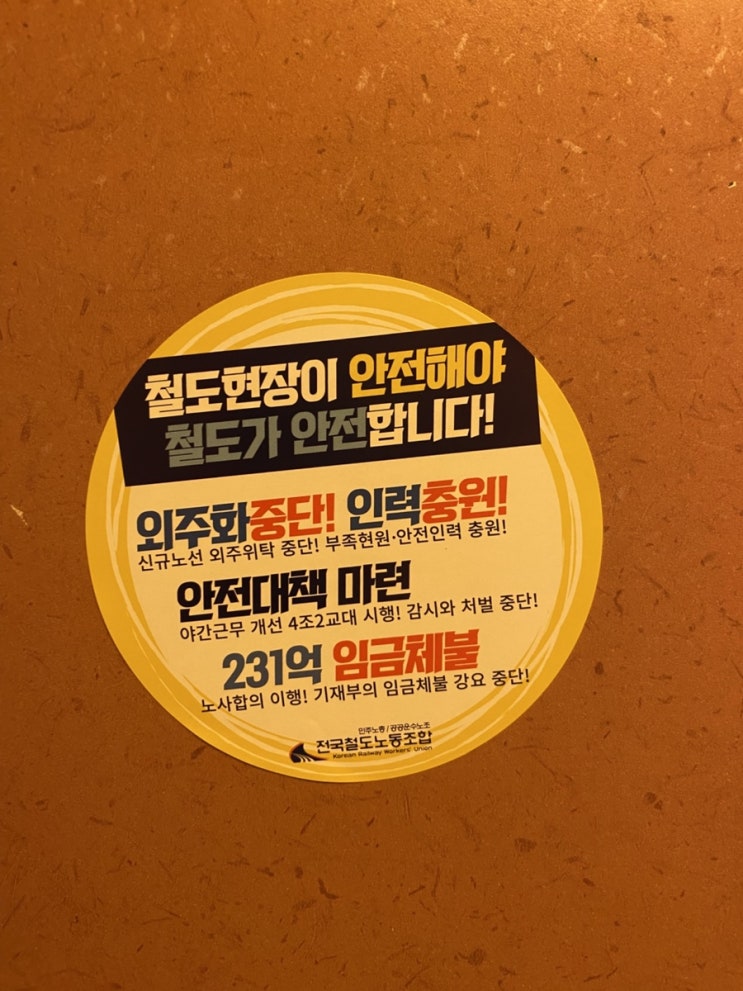 철도현장이 안전해야
철도가 안전합니다!
외주화중단! 인력충원!
신규노선 외주위탁 중단! 부족현원·안전인력 충원!
안전대책 마련
야간근무 개선 4조2교대 시행! 감시와 처벌 중단!
231억 임금체불
노사합의 이행! 기재부의 임금체불 강요 중단!
민주노총 / 공공운수노조
전국철도노동조합
Korean Railway Workers' Union